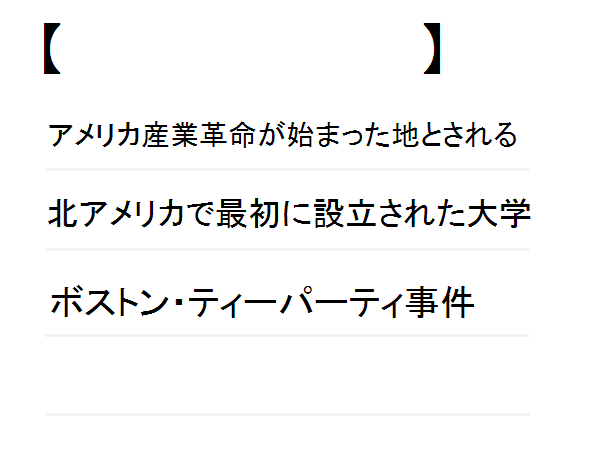 【 】
アメリカ産業革命が始まった地とされる
北アメリカで最初に設立された大学
ボストン・ティーパーティ事件